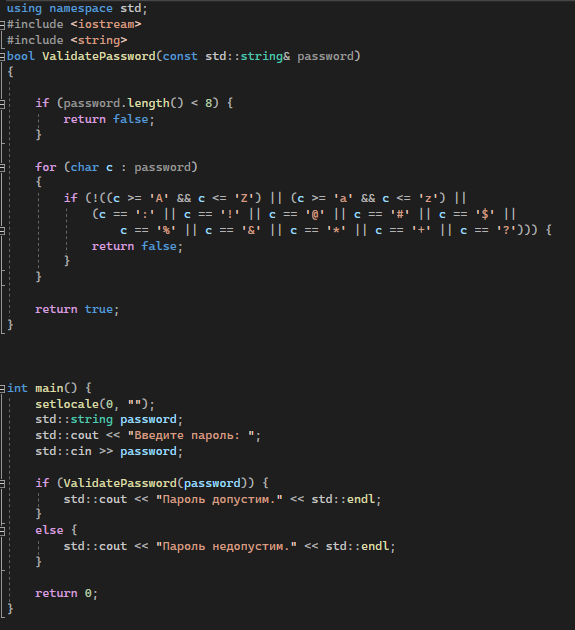 using namespace std;
#include <iostream>
#include <string>
bool ValidatePassword(const std::string& password)
{
if (password.length() < 8) {
return false;
}
for (char c : password)
{
if (!((c >= 'A' && c <= 'Z') || (c >= 'a' && c <= 'z') ||
(c == ':' || c == '!' || c == '@' || c == '#' || c == '$' ||
c == '%' || c == '&' || c == '*' || c == '+' || c == '?'))) {
return false;
}
}
return true;
}
int main() {
setlocale(0, "");
std::string password;
std::cout << "Введите пароль: ";
std::cin >> password;
if (ValidatePassword(password)) {
std::cout << "Пароль допустим." << std::endl;
}
else {
std::cout << "Пароль недопустим." << std::endl;
}
return 0;
}